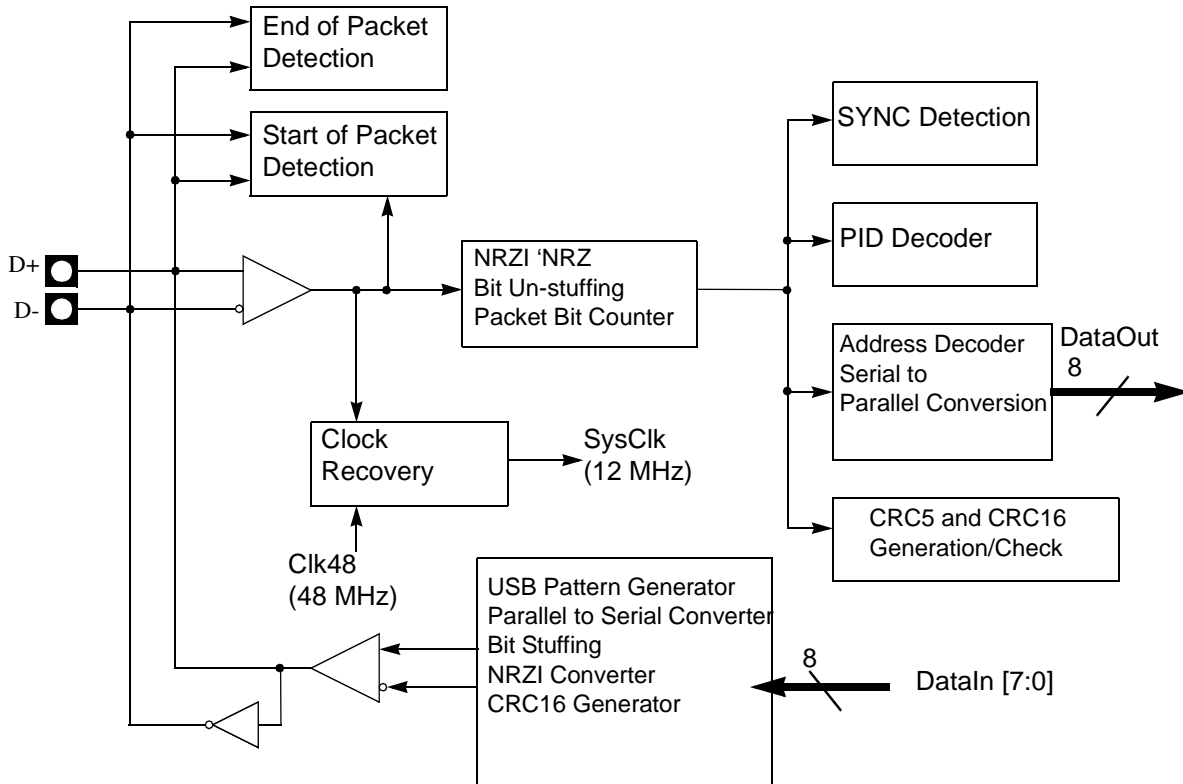 End of Packet
Detection
Start of Packet
Detection
SYNC Detection
PID Decoder
D+
D-
NRZI ‘NRZ
Bit Un-stuffing
Packet Bit Counter
Address Decoder
Serial to
Parallel Conversion
DataOut
8
Clock
Recovery
SysClk
(12 MHz)
CRC5 and CRC16
Generation/Check
Clk48
(48 MHz)
USB Pattern Generator
Parallel to Serial Converter
Bit Stuffing
NRZI Converter
CRC16 Generator
8
DataIn [7:0]